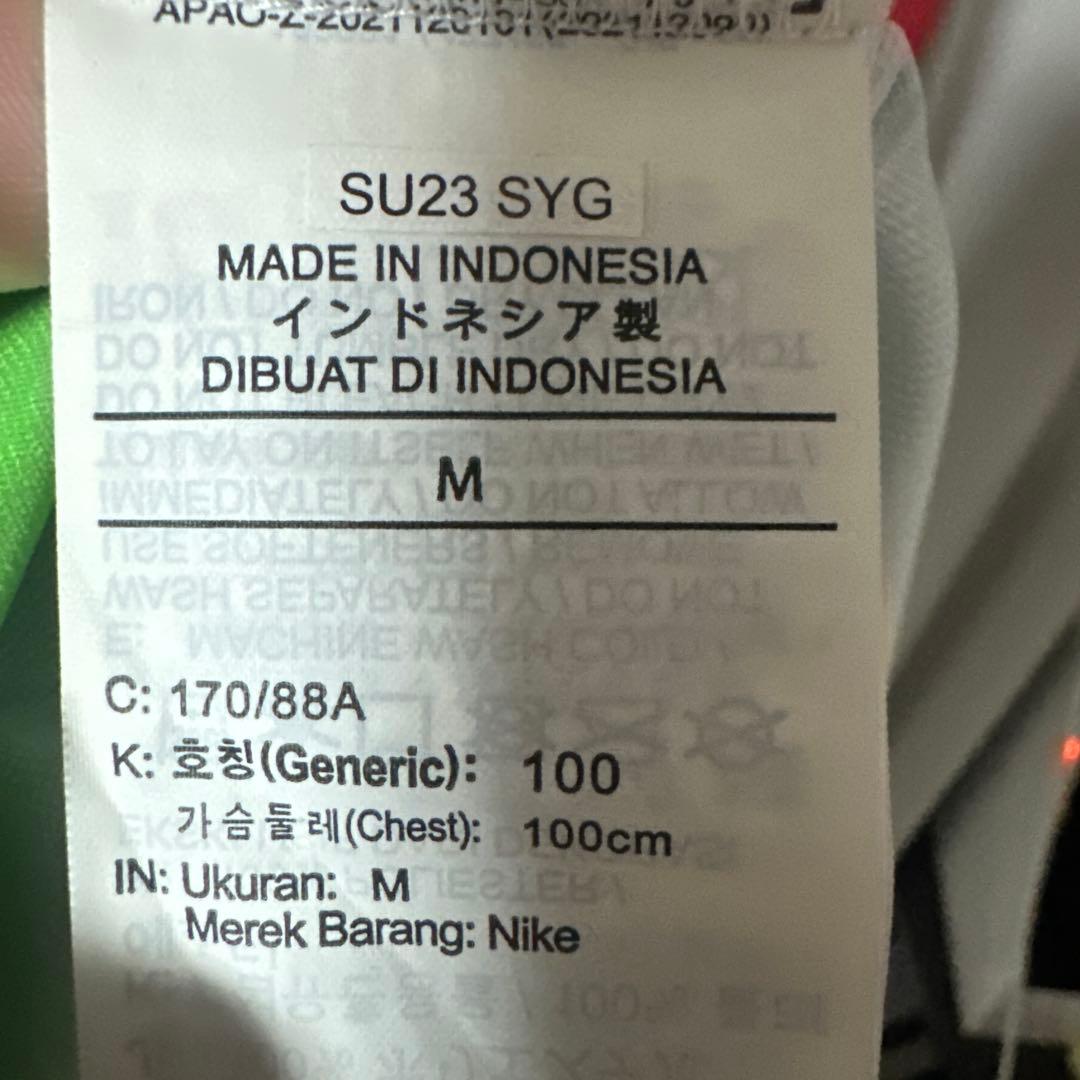 SU23 SYG
MADE IN INDONESIA
インドネシア製
DIBUAT DI INDONESIA
M
C: 170/88A
K: 호칭(Generic): 100
가슴둘레(Chest): 100cm
IN: Ukuran: M
Merek Barang: Nike